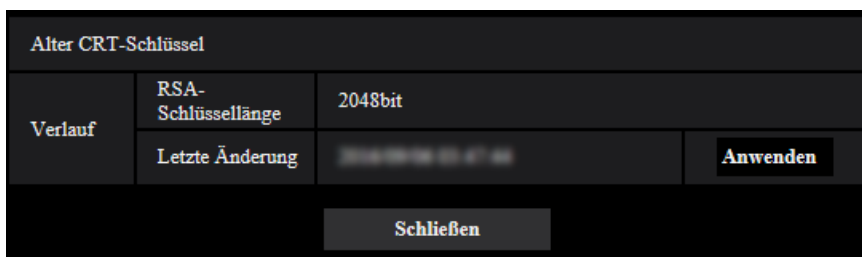 Alter CRT-Schlüssel
Verlauf
RSA-
Schlüssellänge
2048bit
Letzte Änderung
Anwenden
Schließen